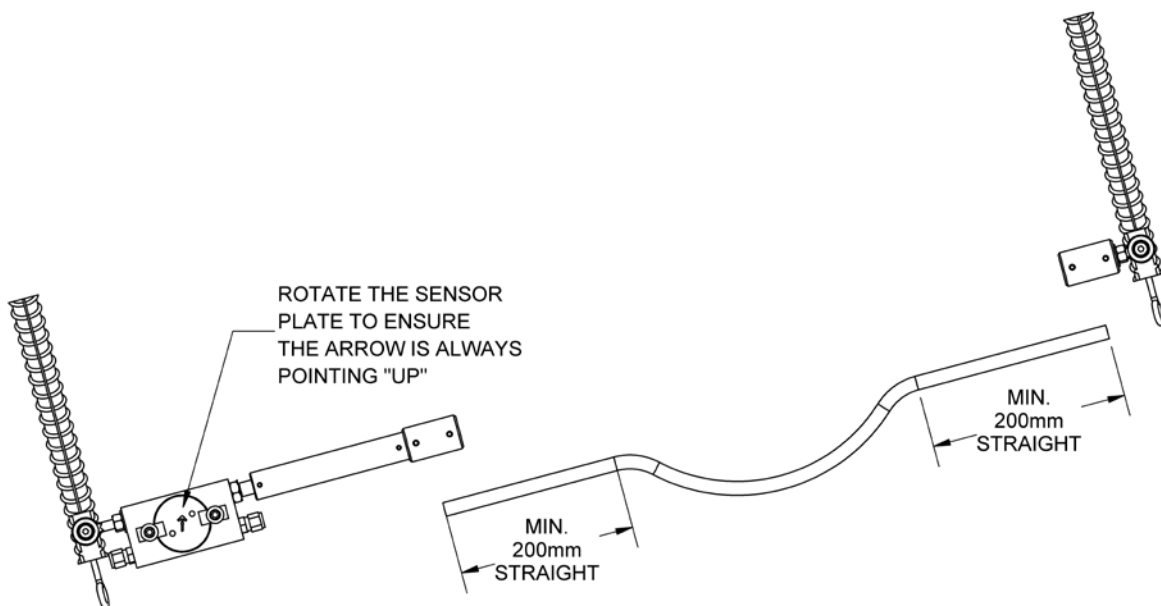 ROTATE THE SENSOR
PLATE TO ENSURE
THE ARROW IS ALWAYS
POINTING "UP"
MIN.
200mm
STRAIGHT
MIN.
200mm
STRAIGHT